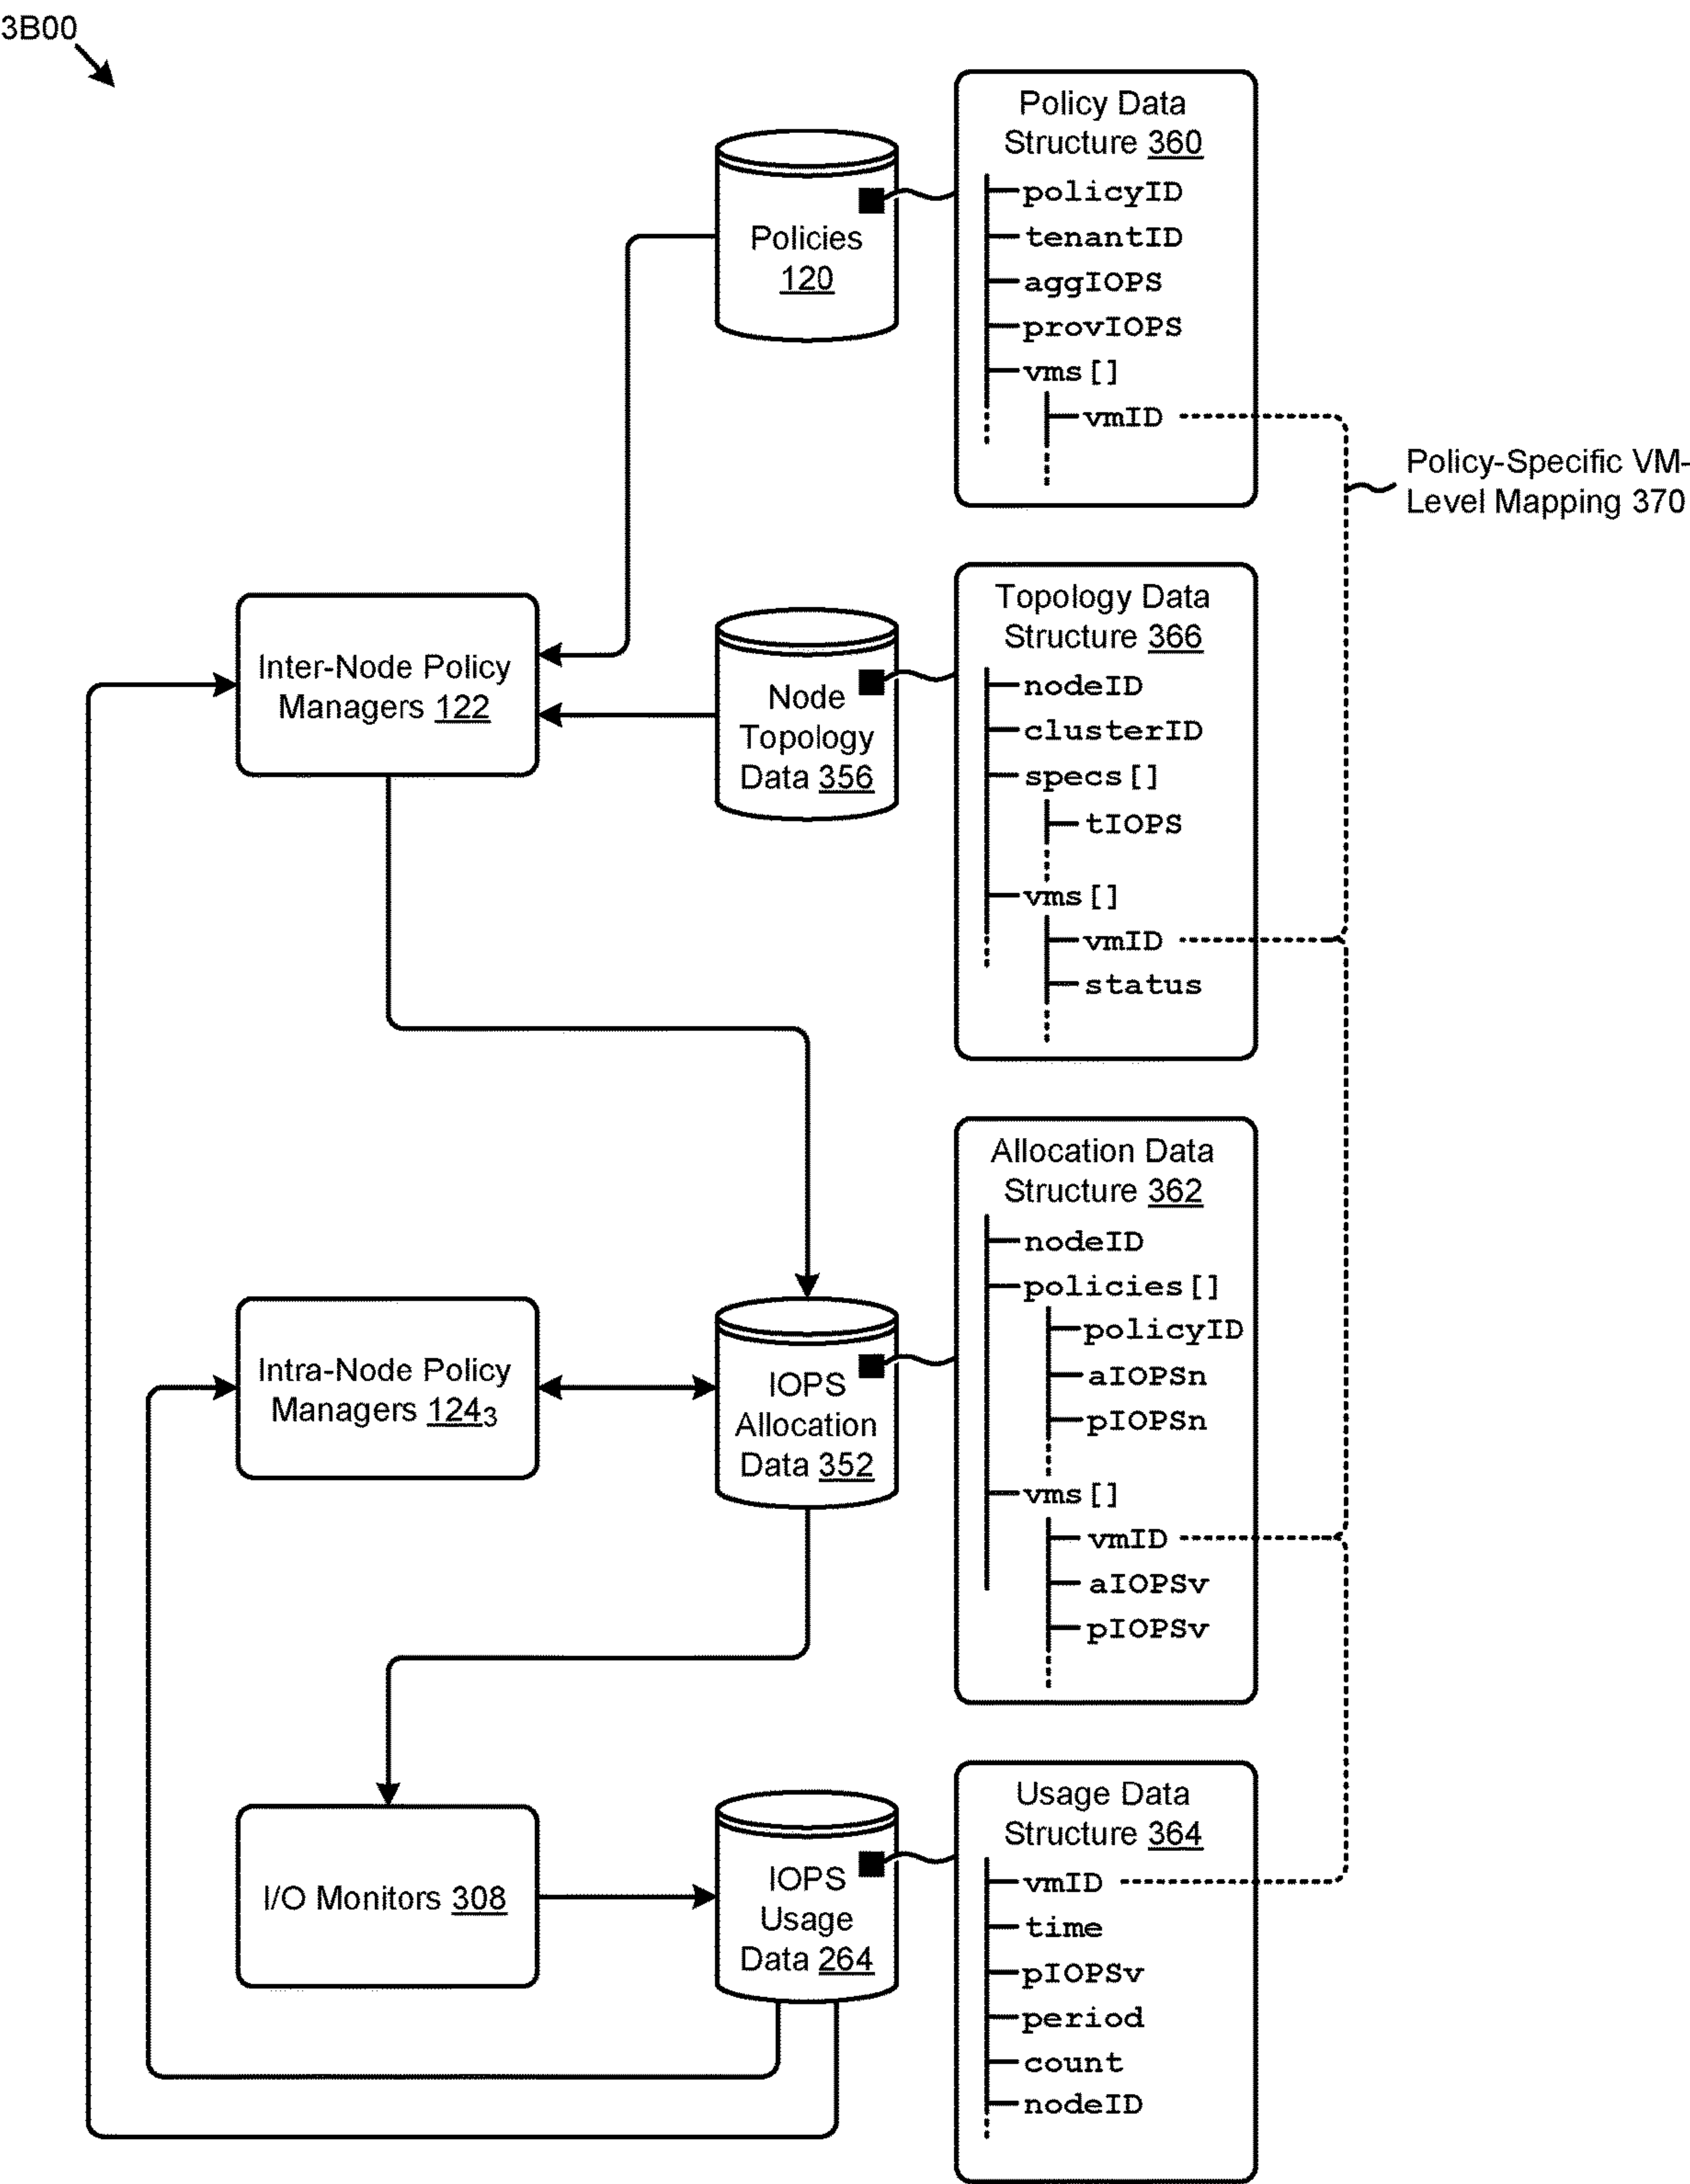 3B00
Policy Data
Structure 360
policyID
tenantID
aggIOPS
provIOPS
vms[]
vmID
Policies
120
Policy-Specific VM-
Level Mapping 370
Topology Data
Structure 366
nodeID
clusterID
specs[]
tIOPS
vms[]
vmID
status
Inter-Node Policy
Managers 122
Node
Topology
Data 356
Allocation Data
Structure 362
nodeID
policies[]
policyID
aIOPSn
pIOPSn
vms[]
vmID
aIOPSv
pIOPSv
Intra-Node Policy
Managers 124₃
IOPS
Allocation
Data 352
Usage Data
Structure 364
vmID
time
pIOPSv
period
count
nodeID
I/O Monitors 308
IOPS
Usage
Data 264